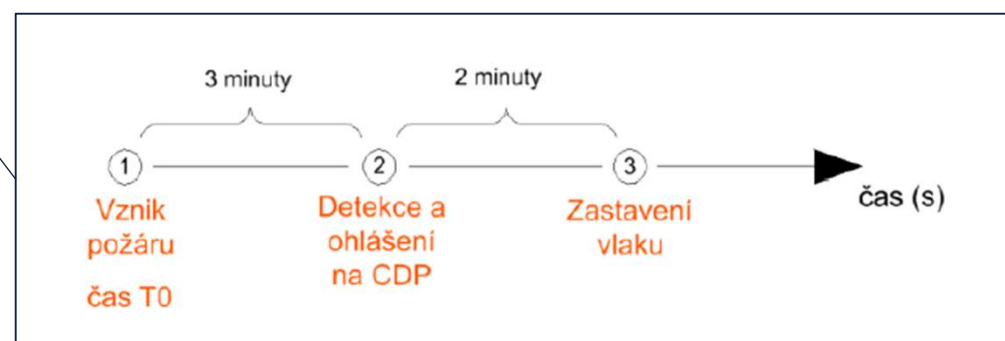 3 minuty
2 minuty
1
2
3
čas (s)
Vznik
požáru
čas T0
Detekce a
ohlášení
na CDP
Zastavení
vlaku